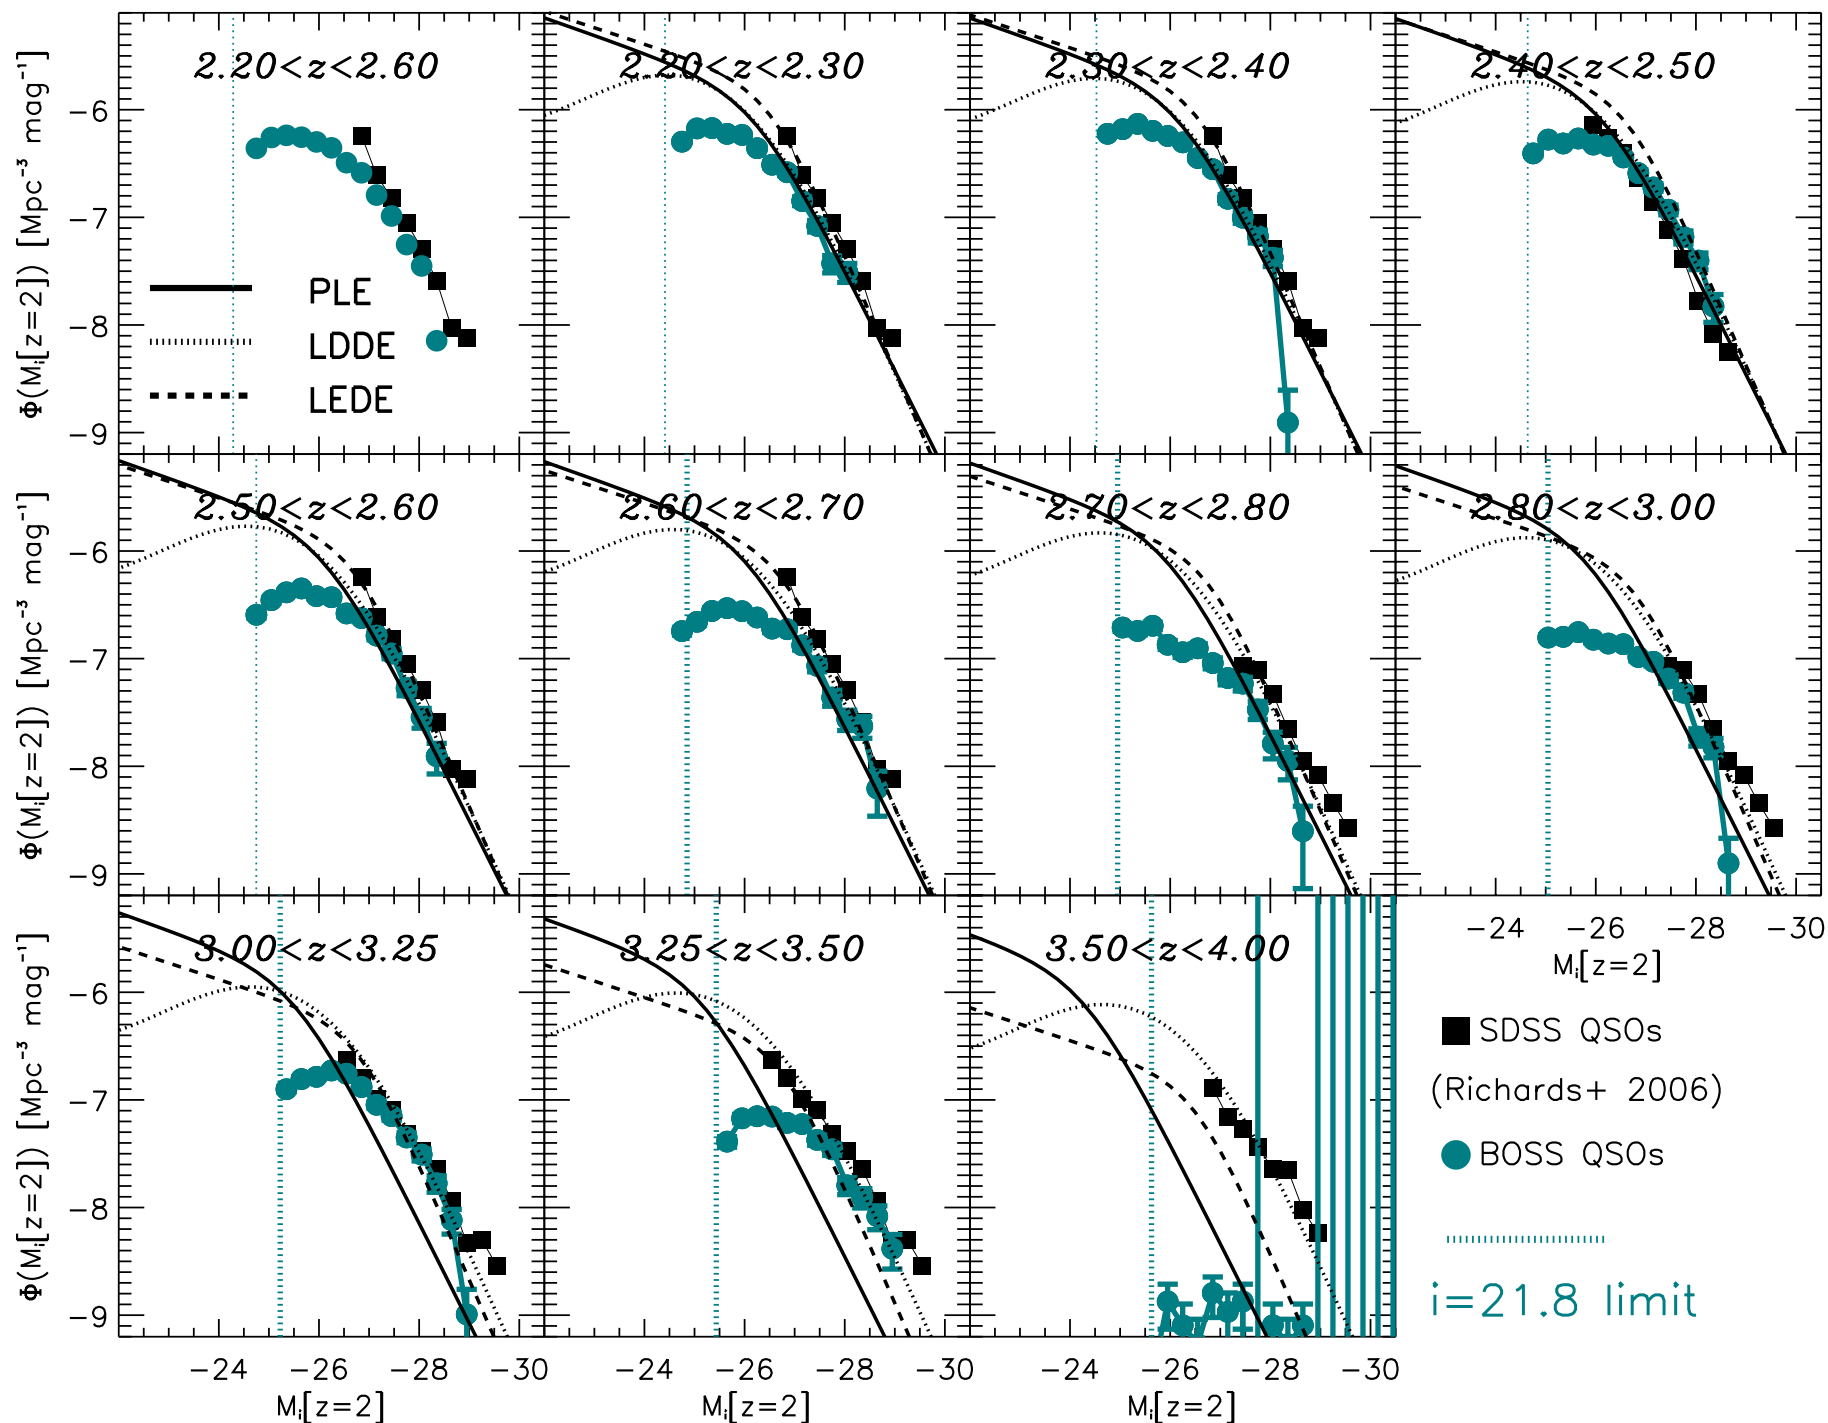 2.20<z<2.60 2.20<z<2.30 2.30<z<2.40 2.40<z<2.50
Φ(Mi[z=2]) [Mpc⁻³ mag⁻¹]
−6
−7
−8
−9
PLE
LDDE
LEDE
2.50<z<2.60 2.60<z<2.70 2.70<z<2.80 2.80<z<3.00
Φ(Mi[z=2]) [Mpc⁻³ mag⁻¹]
−6
−7
−8
−9
−24 −26 −28 −30
Mi[z=2]
3.00<z<3.25 3.25<z<3.50 3.50<z<4.00
Φ(Mi[z=2]) [Mpc⁻³ mag⁻¹]
−6
−7
−8
−9
−24 −26 −28 −30 −24 −26 −28 −30 −24 −26 −28 −30
Mi[z=2] Mi[z=2] Mi[z=2]
SDSS QSOs
(Richards+ 2006)
BOSS QSOs
i=21.8 limit